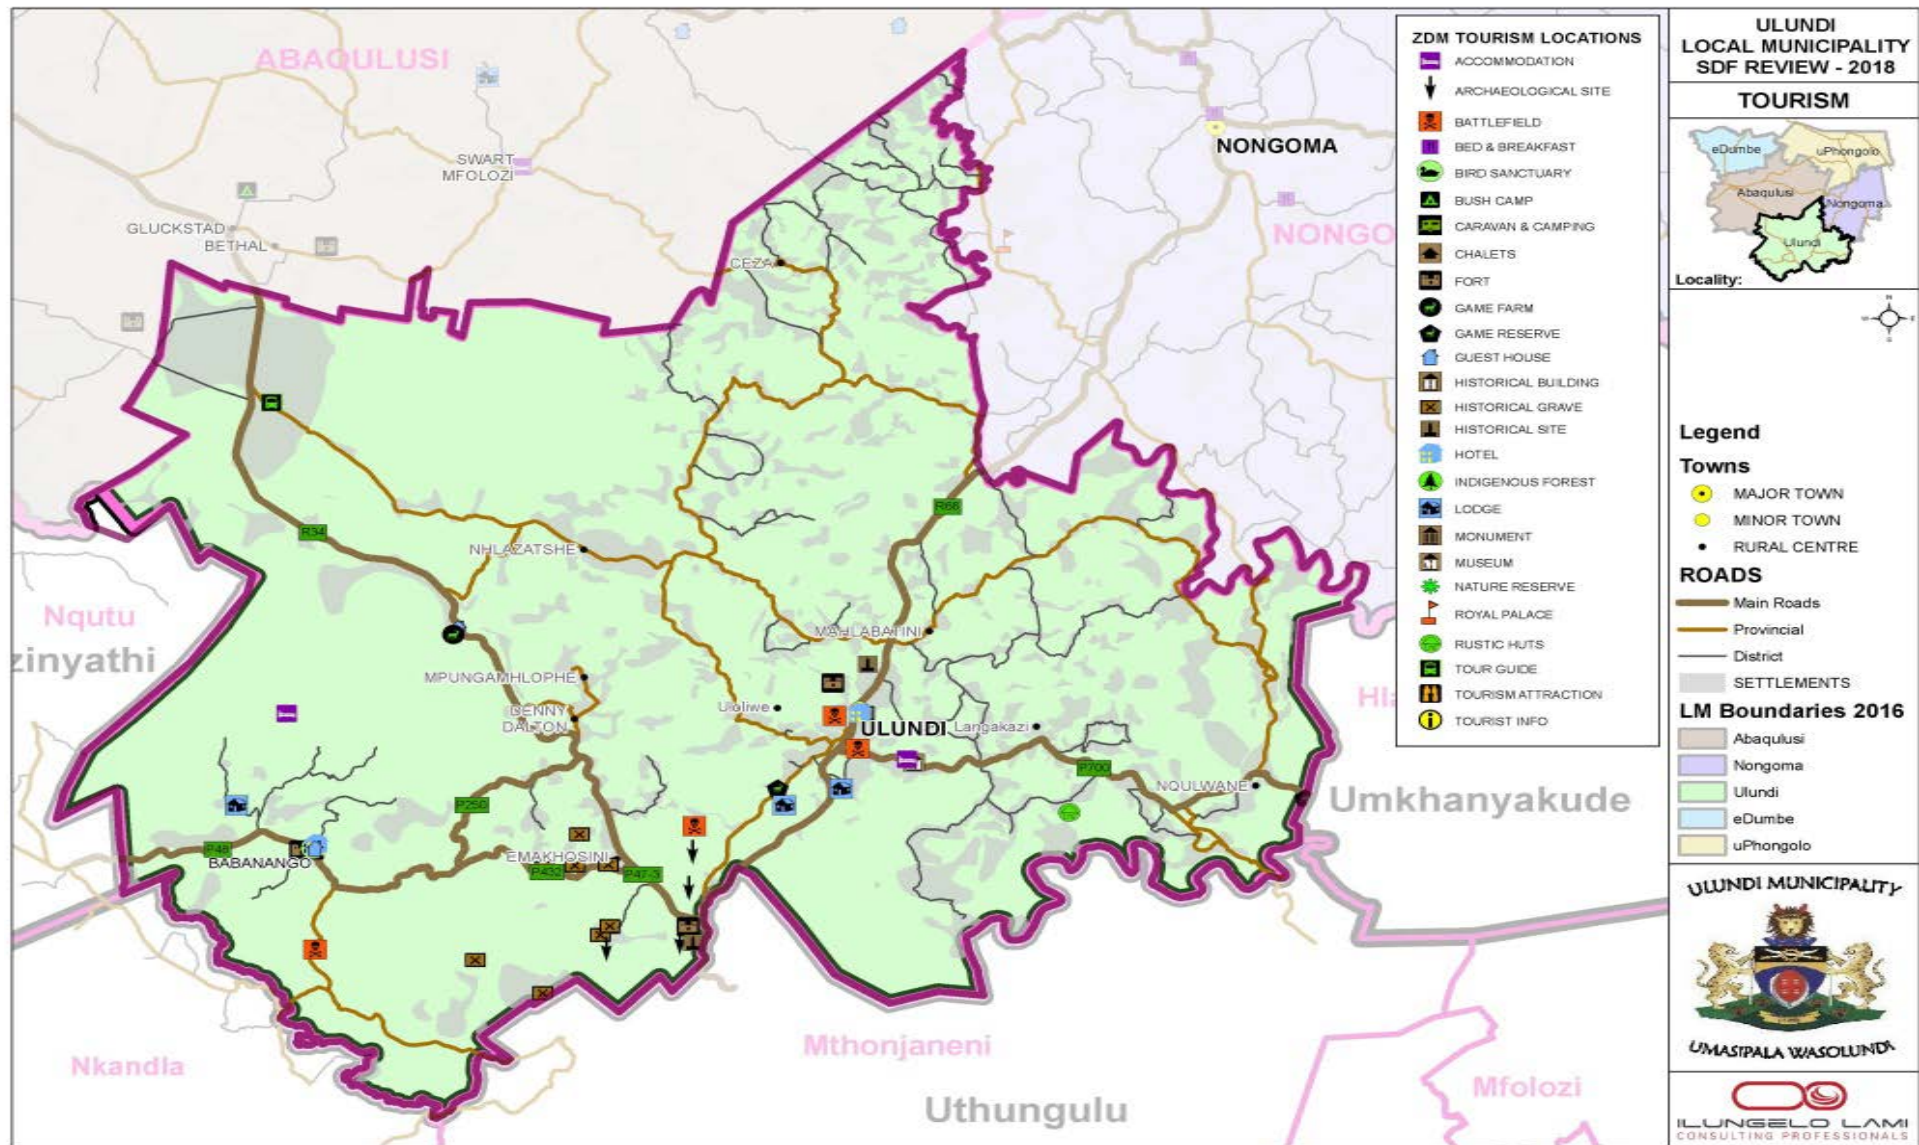 ABAQULUSI
SWART
MFOLOZI
GLUCKSTAD
BETHAL
NONGOMA
NONGO
CEZA
R34
R66
NHLAZATSHE
Nqutu
zinyathi
MAHLABATINI
MPUNGAMHLOPHE
DENNY
DALTON
ULUNDI
Langakazi
P700
NQULWANE
Hla
Umkhanyakude
P250
P48
BABANANGO
EMAKHOSINI
P432
P47-3
Nkandla
Mthonjaneni
Uthungulu
Mfolozi
ZDM TOURISM LOCATIONS
ACCOMMODATION
ARCHAEOLOGICAL SITE
BATTLEFIELD
BED & BREAKFAST
BIRD SANCTUARY
BUSH CAMP
CARAVAN & CAMPING
CHALETS
FORT
GAME FARM
GAME RESERVE
GUEST HOUSE
HISTORICAL BUILDING
HISTORICAL GRAVE
HISTORICAL SITE
HOTEL
INDIGENOUS FOREST
LODGE
MONUMENT
MUSEUM
NATURE RESERVE
ROYAL PALACE
RUSTIC HUTS
TOUR GUIDE
TOURISM ATTRACTION
TOURIST INFO
ULUNDI
LOCAL MUNICIPALITY
SDF REVIEW - 2018
TOURISM
eDumbe
uPhongolo
Abaqulusi
Nongoma
Ulundi
Locality:
Legend
Towns
MAJOR TOWN
MINOR TOWN
RURAL CENTRE
ROADS
Main Roads
Provincial
District
SETTLEMENTS
LM Boundaries 2016
Abaqulusi
Nongoma
Ulundi
eDumbe
uPhongolo
ULUNDI MUNICIPALITY
UMASIPALA WASOLUNDI
ILUNGELO LAMI
CONSULTING PROFESSIONALS